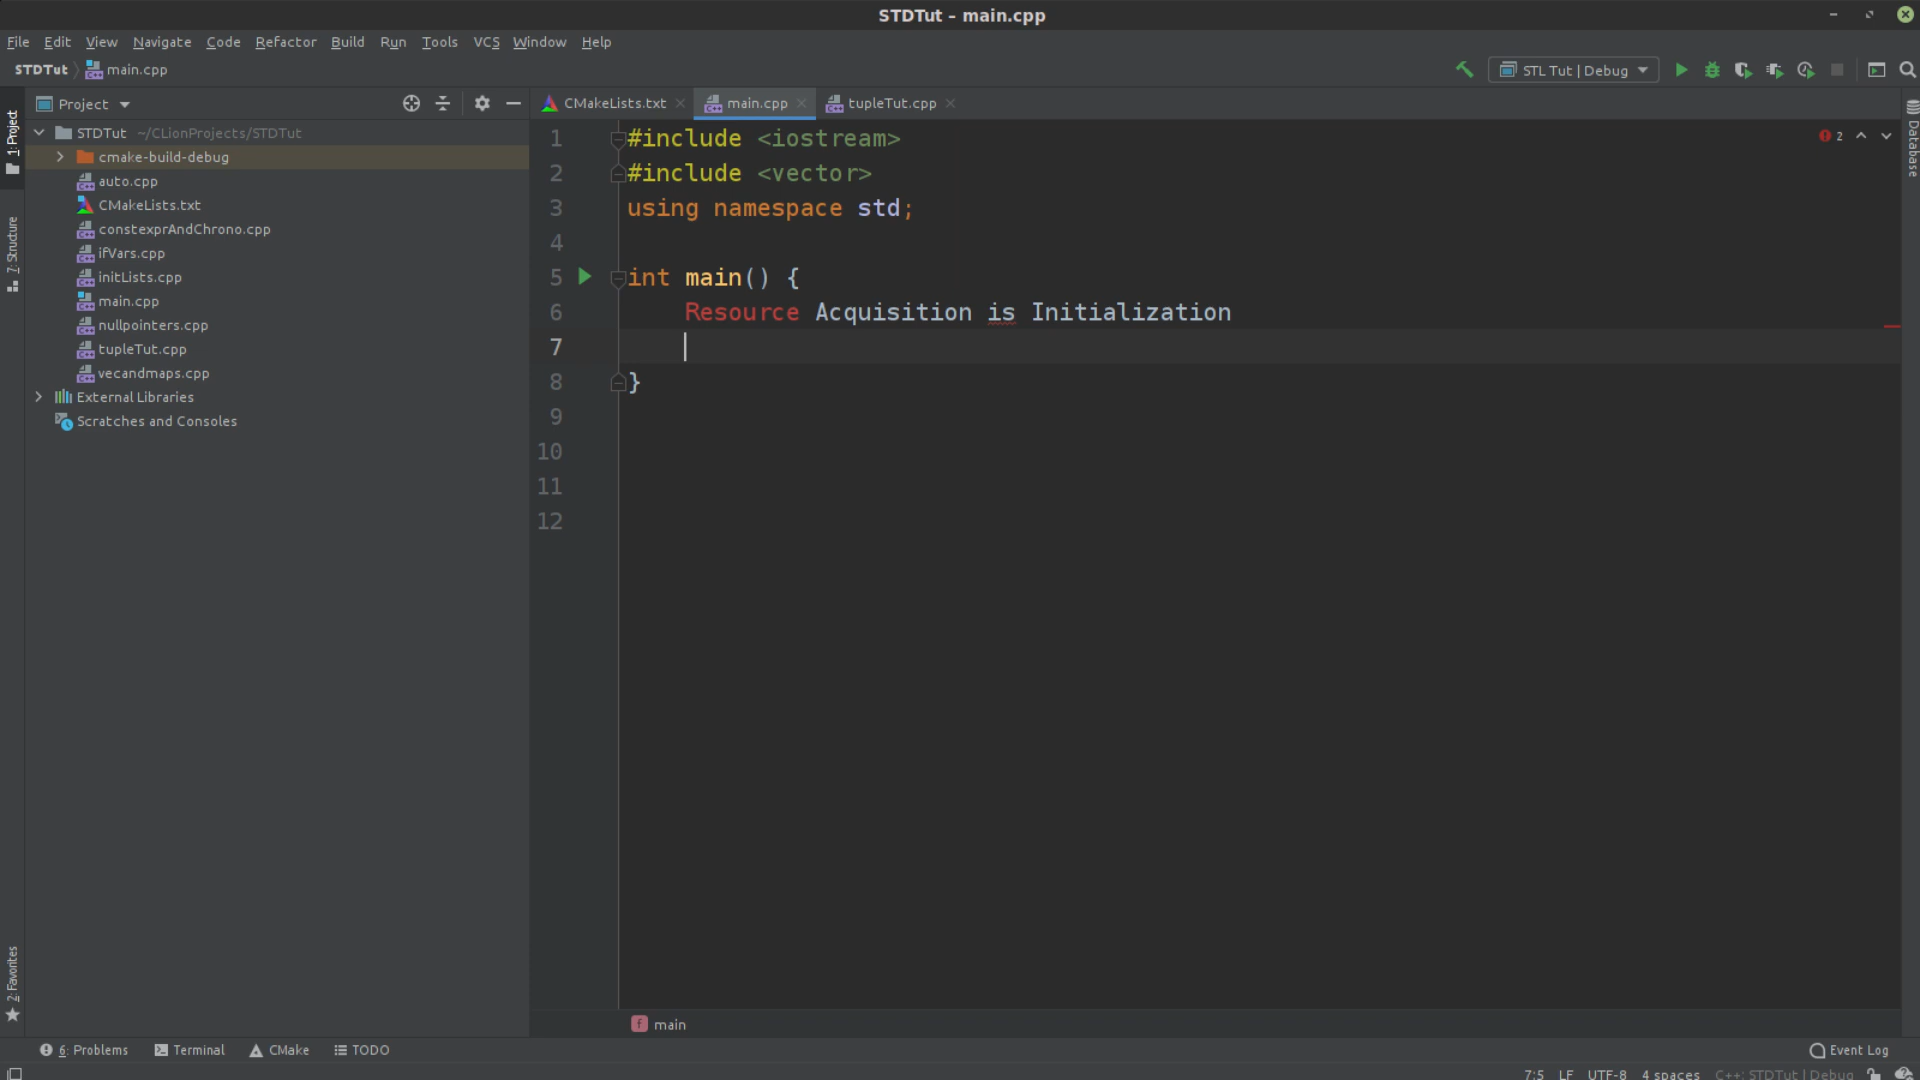 STDTut – main.cpp
File Edit View Navigate Code Refactor Build Run Tools VCS Window Help
STDTut main.cpp
STL Tut | Debug
1: Project
7: Structure
2: Favorites
Project
STDTut ~/CLionProjects/STDTut
cmake-build-debug
auto.cpp
CMakeLists.txt
constexprAndChrono.cpp
ifVars.cpp
initLists.cpp
main.cpp
nullpointers.cpp
tupleTut.cpp
vecandmaps.cpp
External Libraries
Scratches and Consoles
CMakeLists.txt main.cpp tupleTut.cpp
1 #include <iostream>
2 #include <vector>
3 using namespace std;
4
5 int main() {
6 Resource Acquisition is Initialization
7
8 }
9
10
11
12
2
Database
f main
6: Problems Terminal CMake TODO
Event Log
7:5 LF UTF-8 4 spaces C++: STDTut | Debug